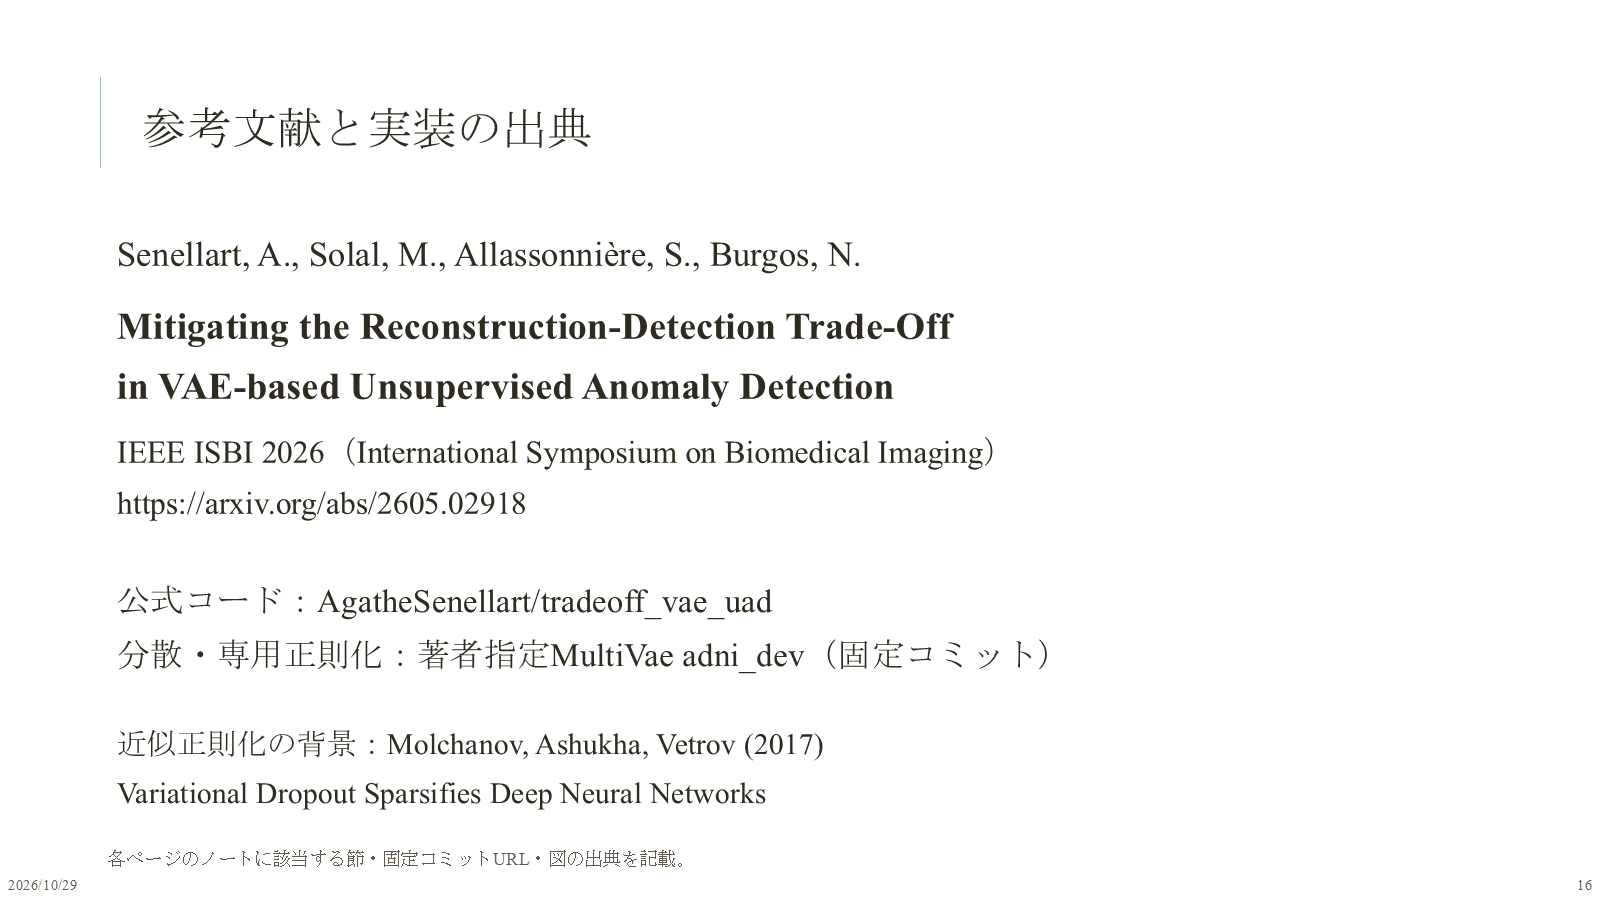 参考文献と実装の出典
Senellart, A., Solal, M., Allassonnière, S., Burgos, N.
Mitigating the Reconstruction-Detection Trade-Off
in VAE-based Unsupervised Anomaly Detection
IEEE ISBI 2026（International Symposium on Biomedical Imaging）
https://arxiv.org/abs/2605.02918
公式コード：AgatheSenellart/tradeoff_vae_uad
分散・専用正則化：著者指定MultiVae adni_dev（固定コミット）
近似正則化の背景：Molchanov, Ashukha, Vetrov (2017)
Variational Dropout Sparsifies Deep Neural Networks
各ページのノートに該当する節・固定コミットURL・図の出典を記載。
2026/10/29
16